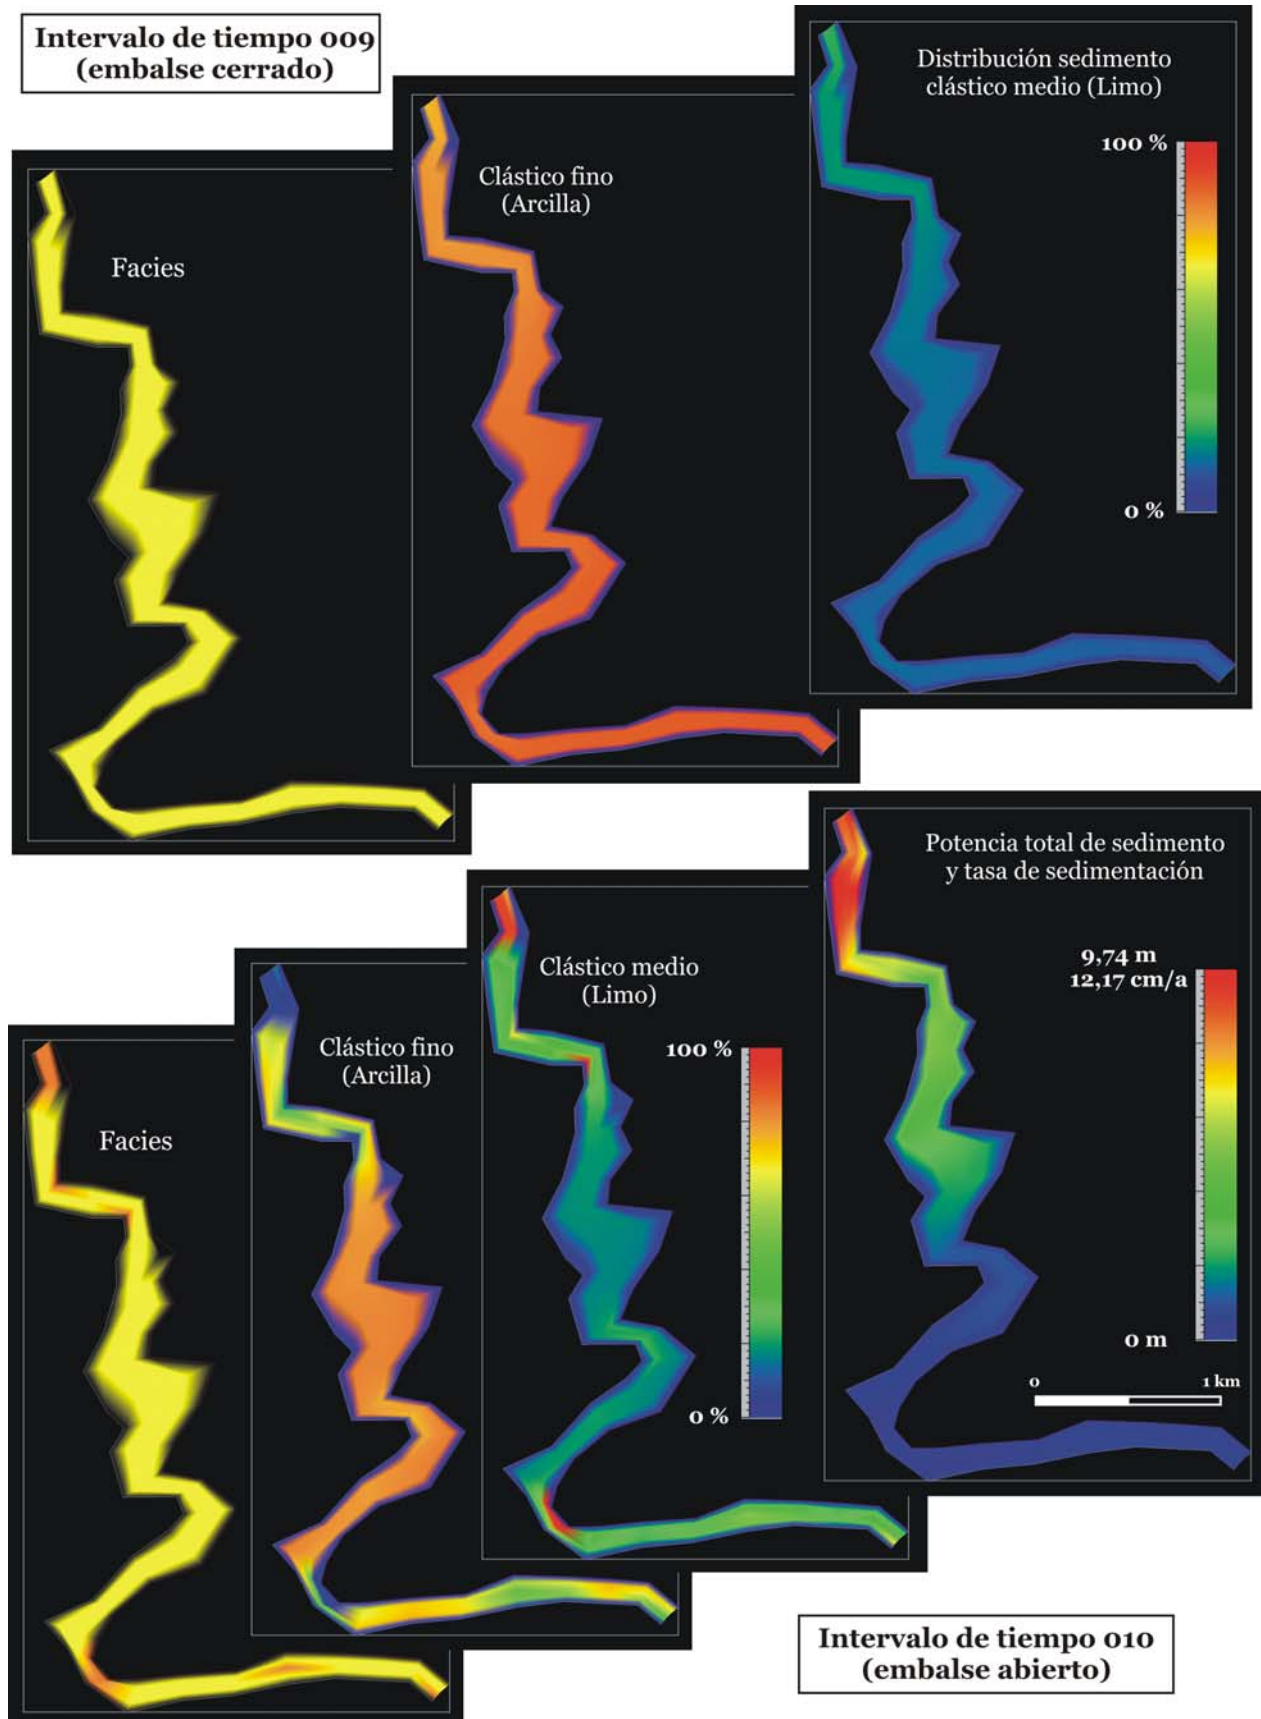 Intervalo de tiempo 009
(embalse cerrado)
Facies
Clástico fino
(Arcilla)
Distribución sedimento
clástico medio (Limo)
100 %
0 %
Facies
Clástico fino
(Arcilla)
Clástico medio
(Limo)
100 %
0 %
Potencia total de sedimento
y tasa de sedimentación
9,74 m
12,17 cm/a
0 m
0 1 km
Intervalo de tiempo 010
(embalse abierto)